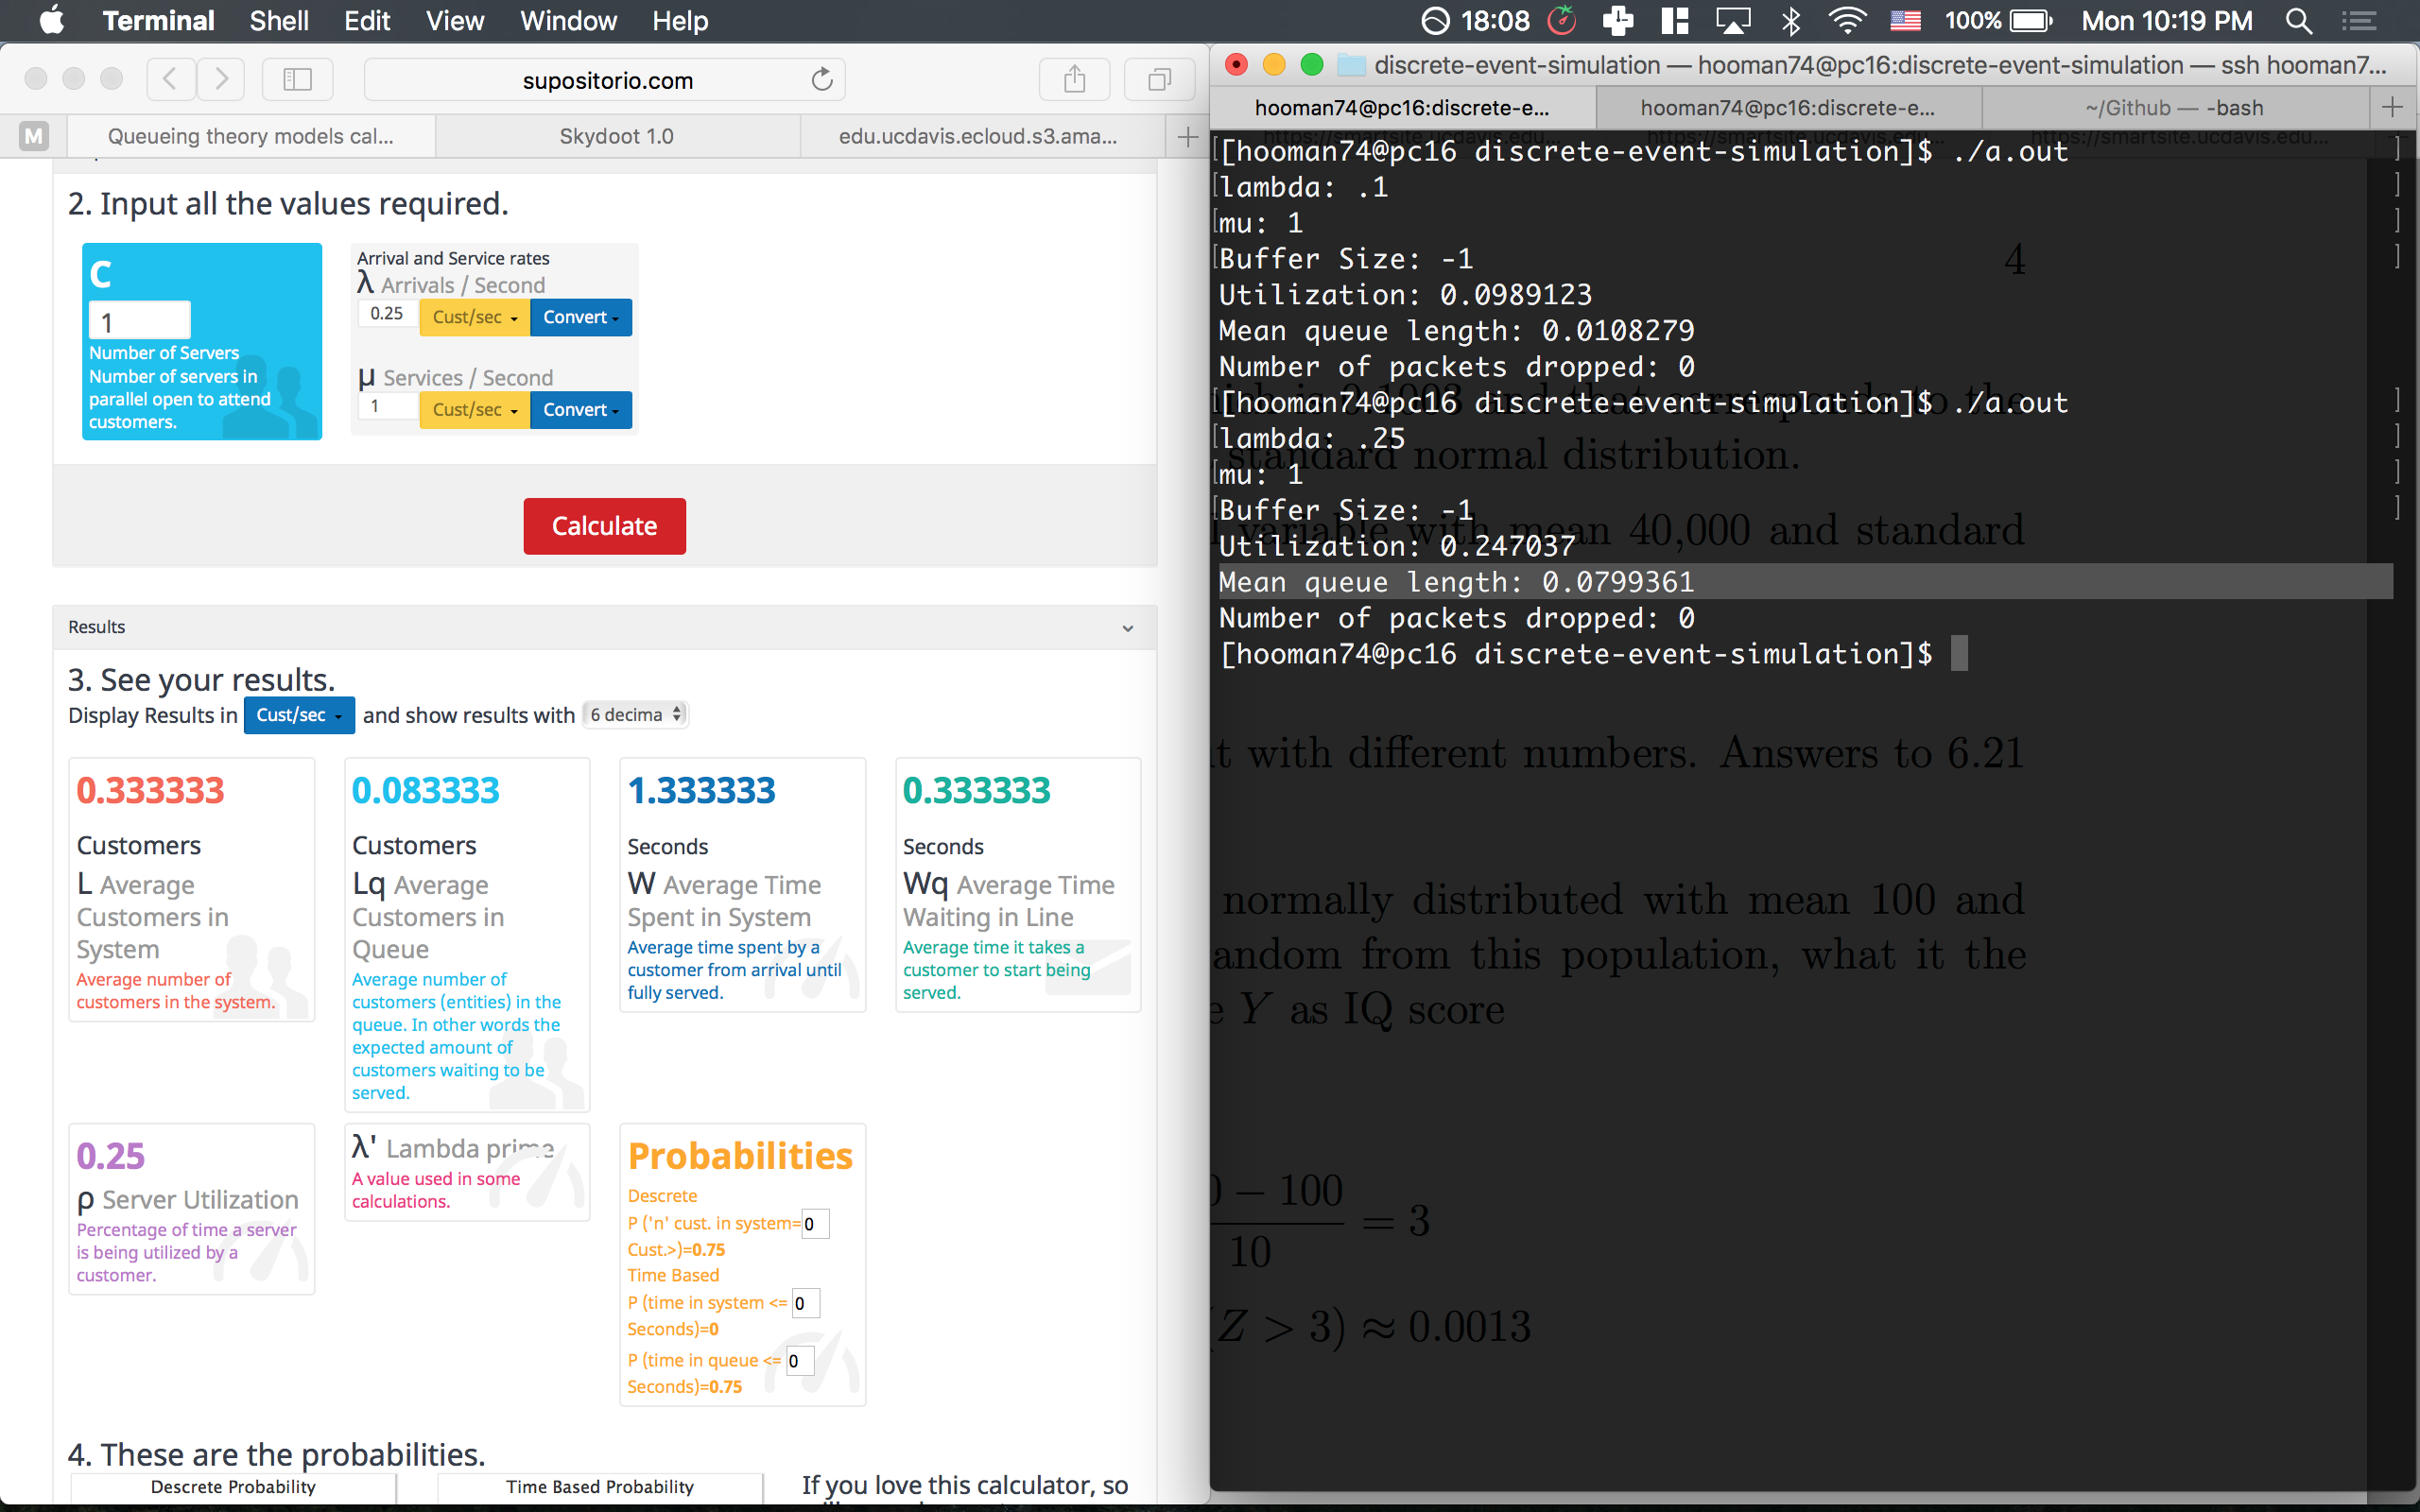 Terminal Shell Edit View Window Help 18:08 100% Mon 10:19 PM
supositorio.com
M Queueing theory models cal... Skydoot 1.0 edu.ucdavis.ecloud.s3.ama...
2. Input all the values required.
C
1
Number of Servers
Number of servers in
parallel open to attend
customers.
Arrival and Service rates
λ Arrivals / Second
0.25 Cust/sec Convert
μ Services / Second
1 Cust/sec Convert
Calculate
Results
3. See your results.
Display Results in Cust/sec and show results with 6 decima
0.333333
Customers
L Average
Customers in
System
Average number of
customers in the system.
0.083333
Customers
Lq Average
Customers in
Queue
Average number of
customers (entities) in the
queue. In other words the
expected amount of
customers waiting to be
served.
1.333333
Seconds
W Average Time
Spent in System
Average time spent by a
customer from arrival until
fully served.
0.333333
Seconds
Wq Average Time
Waiting in Line
Average time it takes a
customer to start being
served.
0.25
ρ Server Utilization
Percentage of time a server
is being utilized by a
customer.
λ' Lambda prime
A value used in some
calculations.
Probabilities
Descrete
P ('n' cust. in system= 0
Cust.>)=0.75
Time Based
P (time in system <= 0
Seconds)=0
P (time in queue <= 0
Seconds)=0.75
4. These are the probabilities.
Descrete Probability
Time Based Probability
If you love this calculator, so
discrete-event-simulation — hooman74@pc16:discrete-event-simulation — ssh hooman7...
hooman74@pc16:discrete-e... hooman74@pc16:discrete-e... ~/Github — -bash
https://smartsite.ucdavis.edu... https://smartsite.ucdavis.edu... https://smartsite.ucdavis.edu...
[hooman74@pc16 discrete-event-simulation]$ ./a.out
lambda: .1
mu: 1
Buffer Size: -1
Utilization: 0.0989123
Mean queue length: 0.0108279
Number of packets dropped: 0
[hooman74@pc16 discrete-event-simulation]$ ./a.out
lambda: .25
mu: 1
Buffer Size: -1
Utilization: 0.247037
Mean queue length: 0.0799361
Number of packets dropped: 0
[hooman74@pc16 discrete-event-simulation]$
4
and that corresponds to the
standard normal distribution.
variable with mean 40,000 and standard
with different numbers. Answers to 6.21
normally distributed with mean 100 and
from this population, what it the
Y as IQ score
− 100
10
= 3
Z > 3) ≈ 0.0013